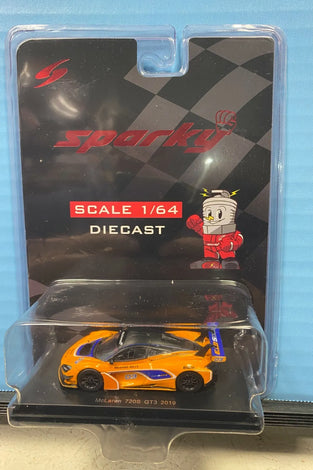 sparky
SCALE 1/64
DIECAST
McLaren 720S GT3 2019